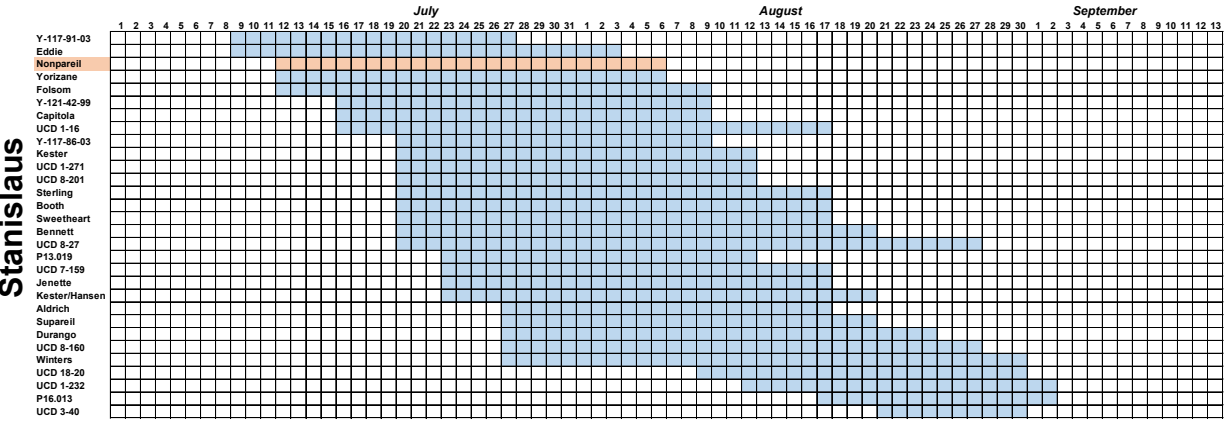 July August September
1 2 3 4 5 6 7 8 9 10 11 12 13 14 15 16 17 18 19 20 21 22 23 24 25 26 27 28 29 30 31 1 2 3 4 5 6 7 8 9 10 11 12 13 14 15 16 17 18 19 20 21 22 23 24 25 26 27 28 29 30 1 2 3 4 5 6 7 8 9 10 11 12 13
Stanislaus
Y-117-91-03
Eddie
Nonpareil
Yorizane
Folsom
Y-121-42-99
Capitola
UCD 1-16
Y-117-86-03
Kester
UCD 1-271
UCD 8-201
Sterling
Booth
Sweetheart
Bennett
UCD 8-27
P13.019
UCD 7-159
Jenette
Kester/Hansen
Aldrich
Supareil
Durango
UCD 8-160
Winters
UCD 18-20
UCD 1-232
P16.013
UCD 3-40